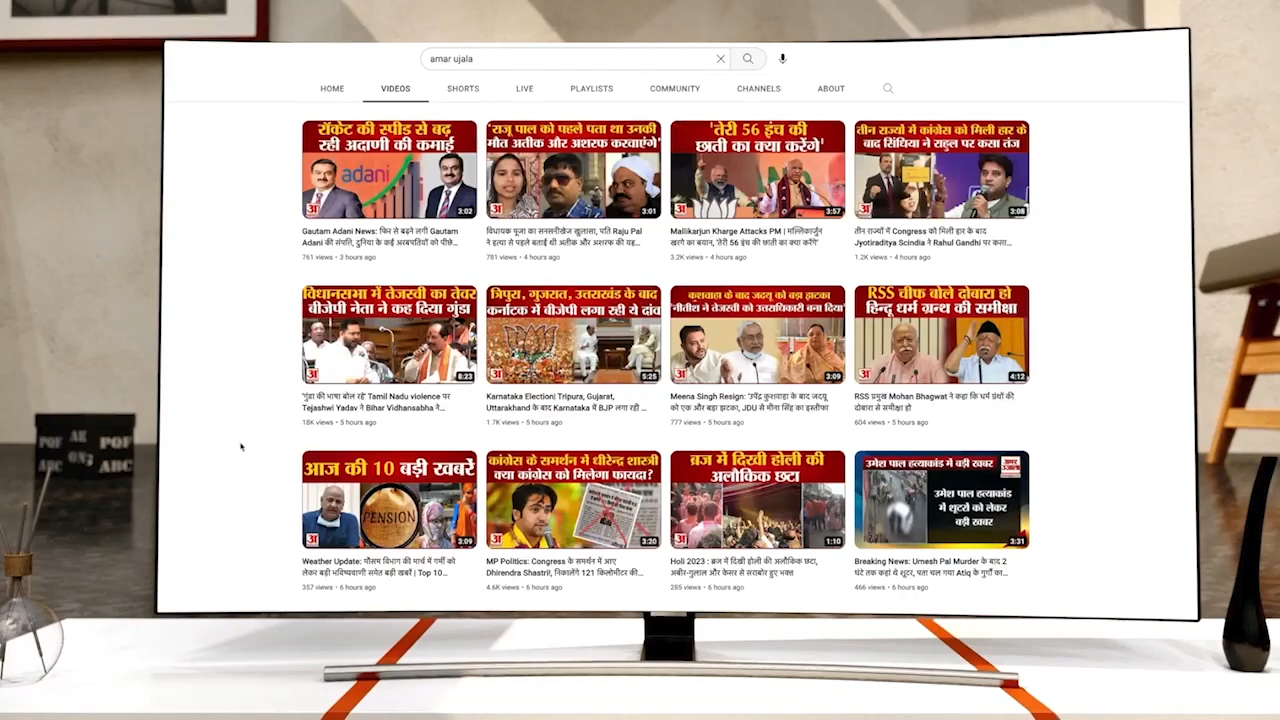 amar ujala
HOME VIDEOS SHORTS LIVE PLAYLISTS COMMUNITY CHANNELS ABOUT
रॉकेट की स्पीड से बढ़
रही अदाणी की कमाई
adani
अ
3:02
Gautam Adani News: फिर से बढ़ने लगी Gautam
Adani की संपत्ति, दुनिया के कई अरबपतियों को पीछे...
761 views • 3 hours ago
'राजू पाल को पहले पता था उनकी
मौत अतीक और अशरफ करवाएंगे'
अ
3:01
विधायक पूजा का सनसनीखेज खुलासा, पति Raju Pal
ने हत्या से पहले बताई थी अतीक और अशरफ की यह...
781 views • 4 hours ago
'तेरी 56 इंच की
छाती का क्या करेंगे'
अ
3:57
Mallikarjun Kharge Attacks PM | मल्लिकार्जुन
खरगे का बयान, 'तेरी 56 इंच की छाती का क्या करेंगे'
3.2K views • 4 hours ago
तीन राज्यों में कांग्रेस को मिली हार के
बाद सिंधिया ने राहुल पर कसा तंज
अ
3:08
तीन राज्यों में Congress को मिली हार के बाद
Jyotiraditya Scindia ने Rahul Gandhi पर कसा...
1.2K views • 4 hours ago
विधानसभा में तेजस्वी का तेवर
बीजेपी नेता ने कह दिया गुंडा
अ
8:23
'गुंडा की भाषा बोल रहे' Tamil Nadu violence पर
Tejashwi Yadav ने Bihar Vidhansabha ने...
18K views • 5 hours ago
त्रिपुरा, गुजरात, उत्तराखंड के बाद
कर्नाटक में बीजेपी लगा रही ये दांव
अ
5:25
Karnataka Election| Tripura, Gujarat,
Uttarakhand के बाद Karnataka में BJP लगा रही ...
1.7K views • 5 hours ago
कुशवाहा के बाद जदयू को बड़ा झटका
'नीतीश ने तेजस्वी को उत्तराधिकारी बना दिया'
अ
3:09
Meena Singh Resign: 'उपेंद्र कुशवाहा के बाद जदयू
को एक और बड़ा झटका, JDU से मीना सिंह का इस्तीफा
777 views • 5 hours ago
RSS चीफ बोले दोबारा हो
हिन्दू धर्म ग्रन्थ की समीक्षा
अ
4:12
RSS प्रमुख Mohan Bhagwat ने कहा कि धर्म ग्रंथों की
दोबारा से समीक्षा हो
604 views • 5 hours ago
आज की 10 बड़ी खबरें
PENSION
अ
3:09
Weather Update: मौसम विभाग की मार्च में गर्मी को
लेकर बड़ी भविष्यवाणी समेत बड़ी खबरें | Top 10...
357 views • 6 hours ago
कांग्रेस के समर्थन में धीरेन्द्र शास्त्री
क्या कांग्रेस को मिलेगा फायदा?
अ
3:20
MP Politics: Congress के समर्थन में आए
Dhirendra Shastri!, निकालेंगे 121 किलोमीटर की...
4.6K views • 6 hours ago
ब्रज में दिखी होली की
अलौकिक छटा
अ
1:10
Holi 2023 : ब्रज में दिखी होली की अलौकिक छटा,
अबीर-गुलाल और केसर से सराबोर हुए भक्त
285 views • 6 hours ago
उमेश पाल हत्याकांड में बड़ी खबर
अमर उजाला
उमेश पाल हत्याकांड
में शूटरों को लेकर
बड़ी खबर
3:31
Breaking News: Umesh Pal Murder के बाद 2
घंटे तक कहां थे शूटर, पता चल गया Atiq के गुर्गों का...
466 views • 6 hours ago